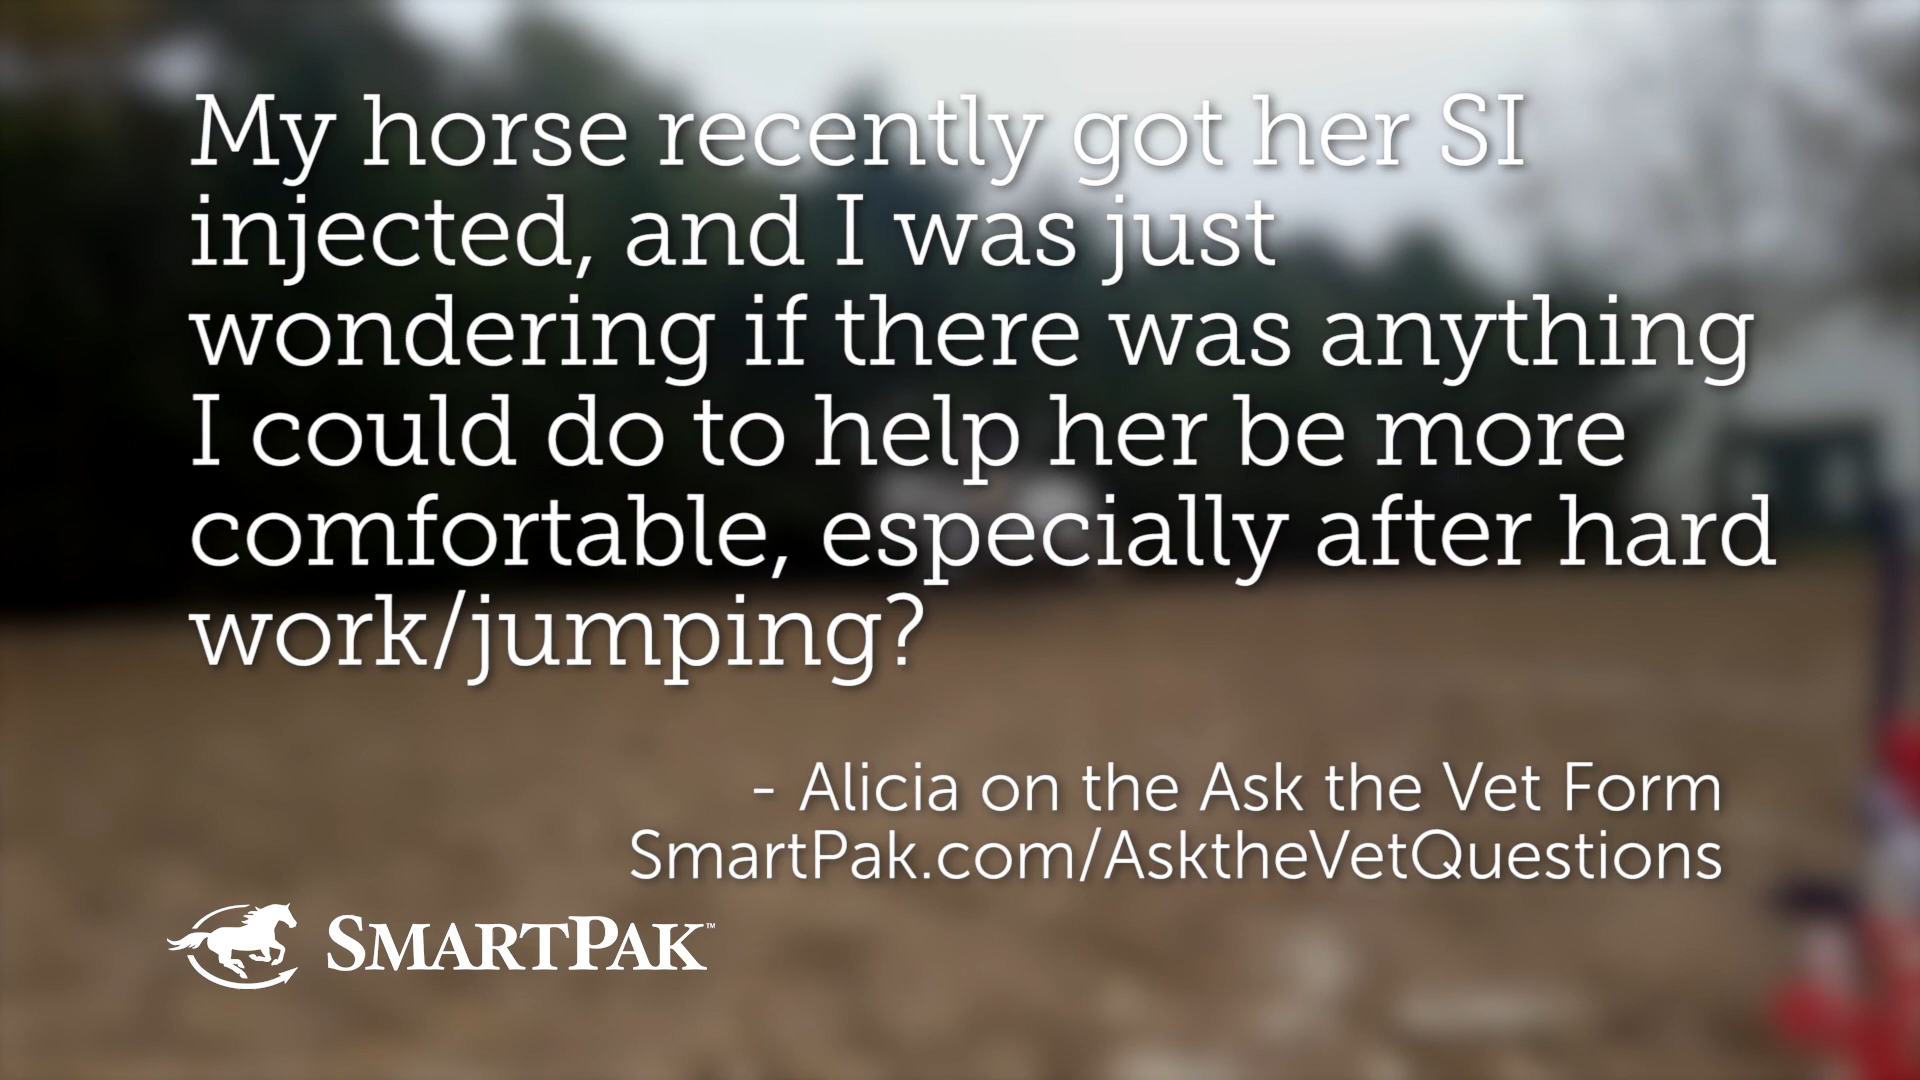 My horse recently got her SI
injected, and I was just
wondering if there was anything
I could do to help her be more
comfortable, especially after hard
work/jumping?
- Alicia on the Ask the Vet Form
SmartPak.com/AsktheVetQuestions
SMARTPAK™